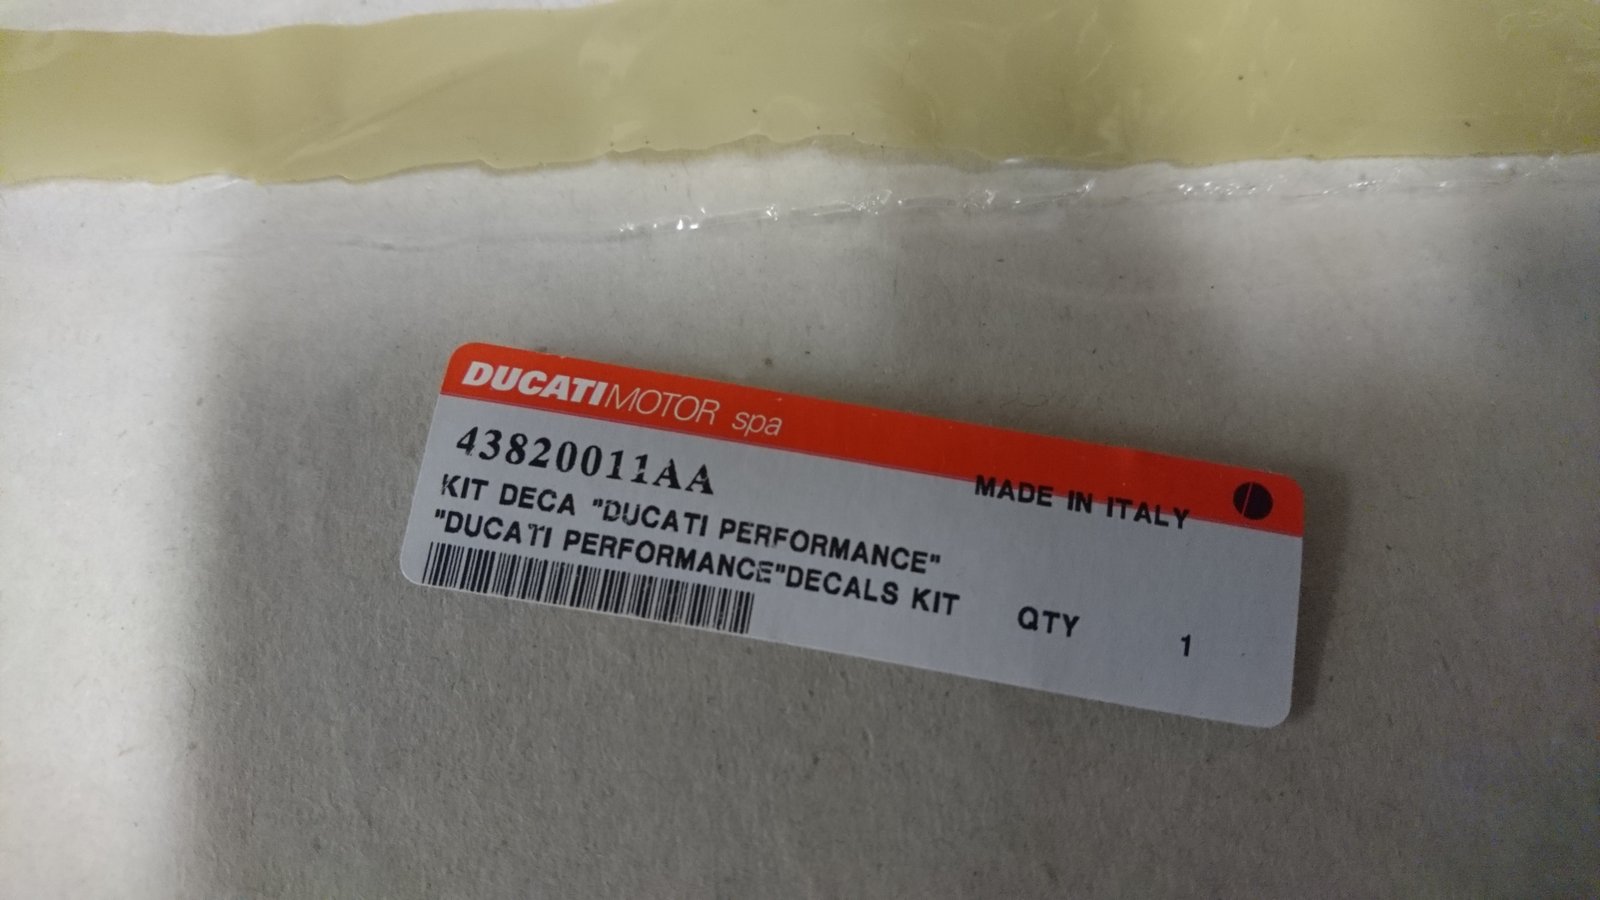 DUCATIMOTOR spa
43820011AA
MADE IN ITALY
KIT DECA "DUCATI PERFORMANCE"
"DUCATI PERFORMANCE"DECALS KIT QTY 1